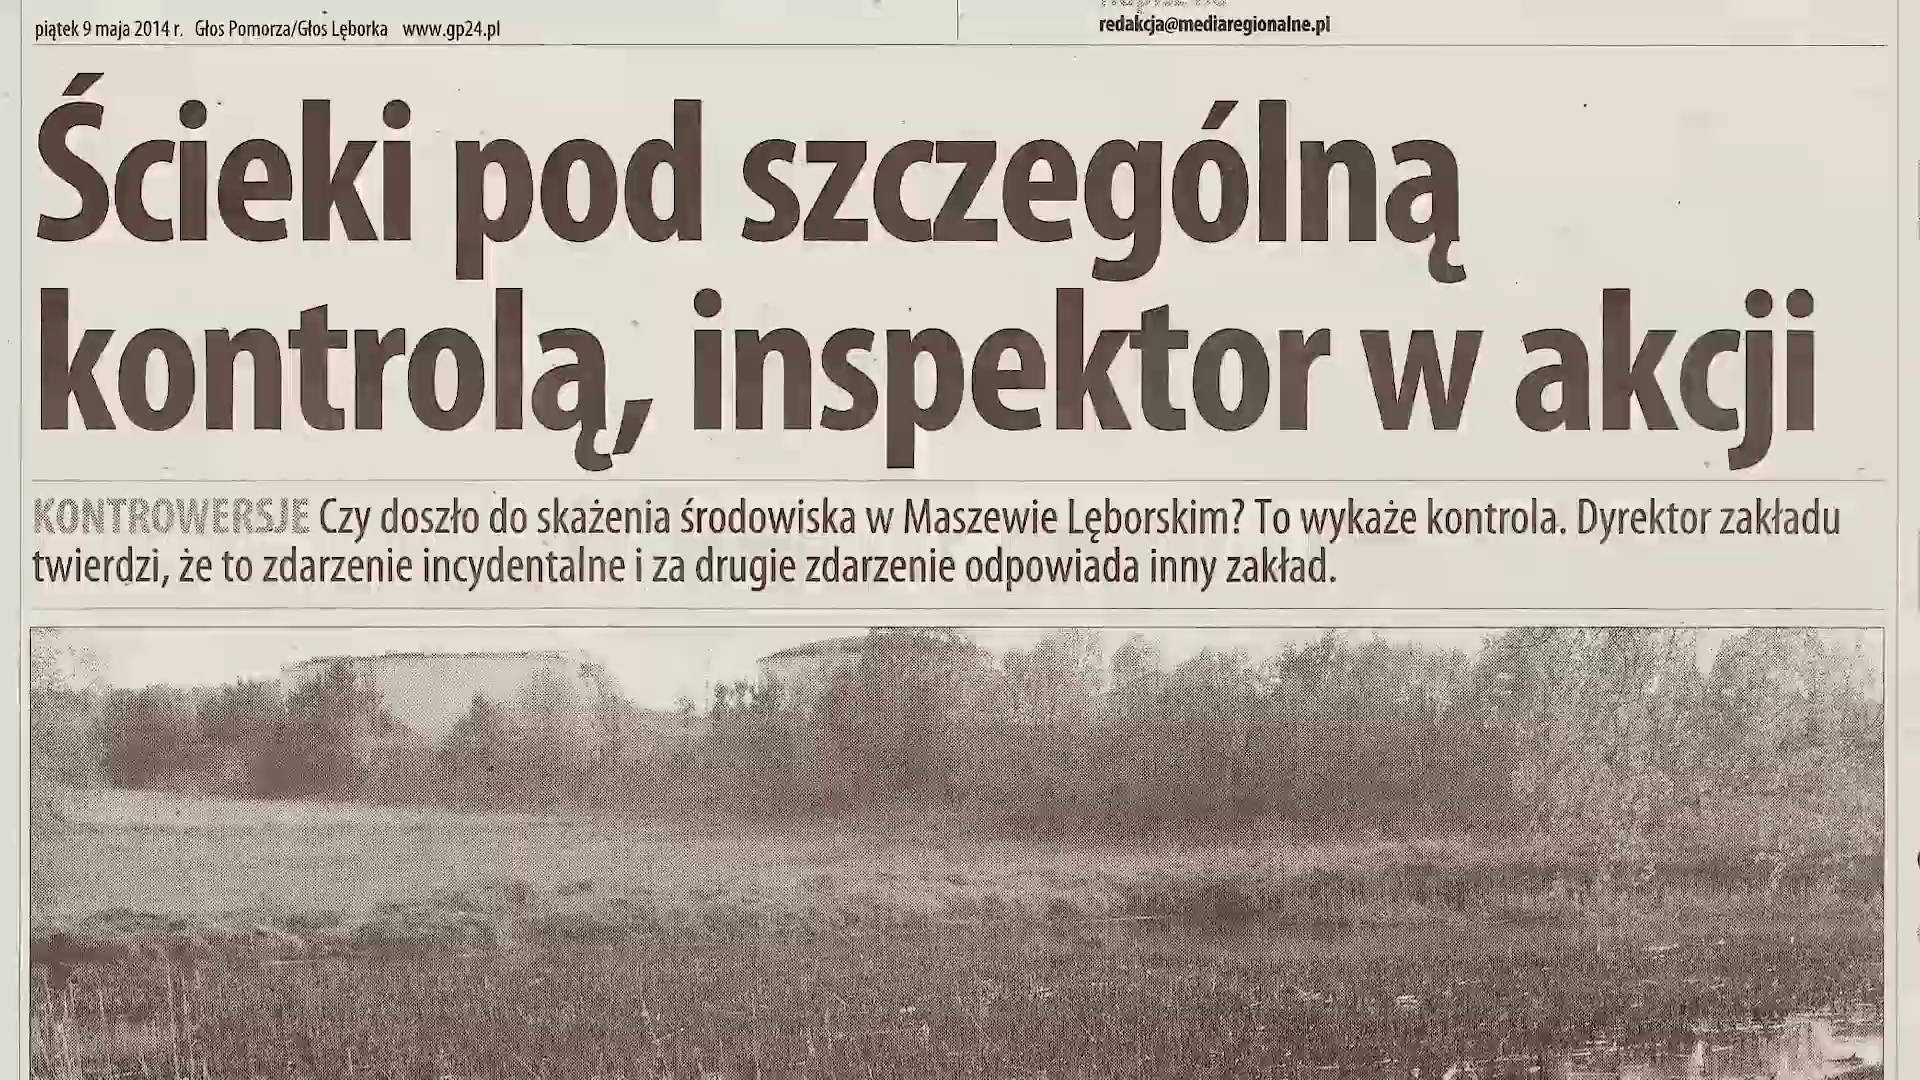 piątek 9 maja 2014 r. Głos Pomorza/Głos Lęborka www.gp24.pl
redakcja@mediaregionalne.pl
Ścieki pod szczególną
kontrolą, inspektor w akcji
KONTROWERSJE Czy doszło do skażenia środowiska w Maszewie Lęborskim? To wykaże kontrola. Dyrektor zakładu
twierdzi, że to zdarzenie incydentalne i za drugie zdarzenie odpowiada inny zakład.